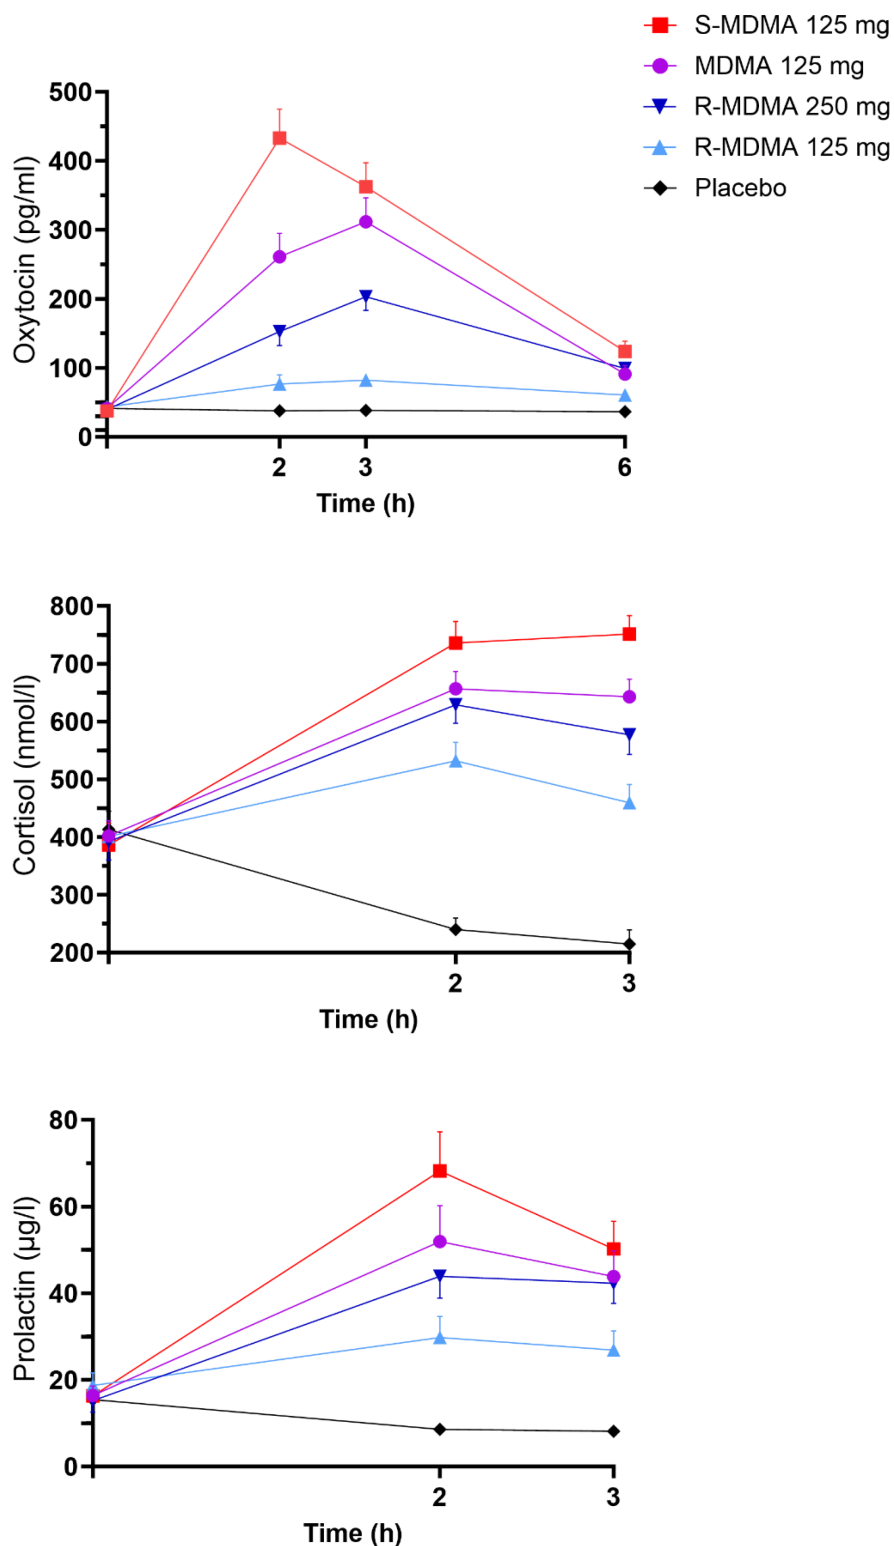 S-MDMA 125 mg
MDMA 125 mg
R-MDMA 250 mg
R-MDMA 125 mg
Placebo
Oxytocin (pg/ml)
500
400
300
200
100
0
2 3 6
Time (h)
Cortisol (nmol/l)
800
700
600
500
400
300
200
2 3
Time (h)
Prolactin (µg/l)
80
60
40
20
0
2 3
Time (h)